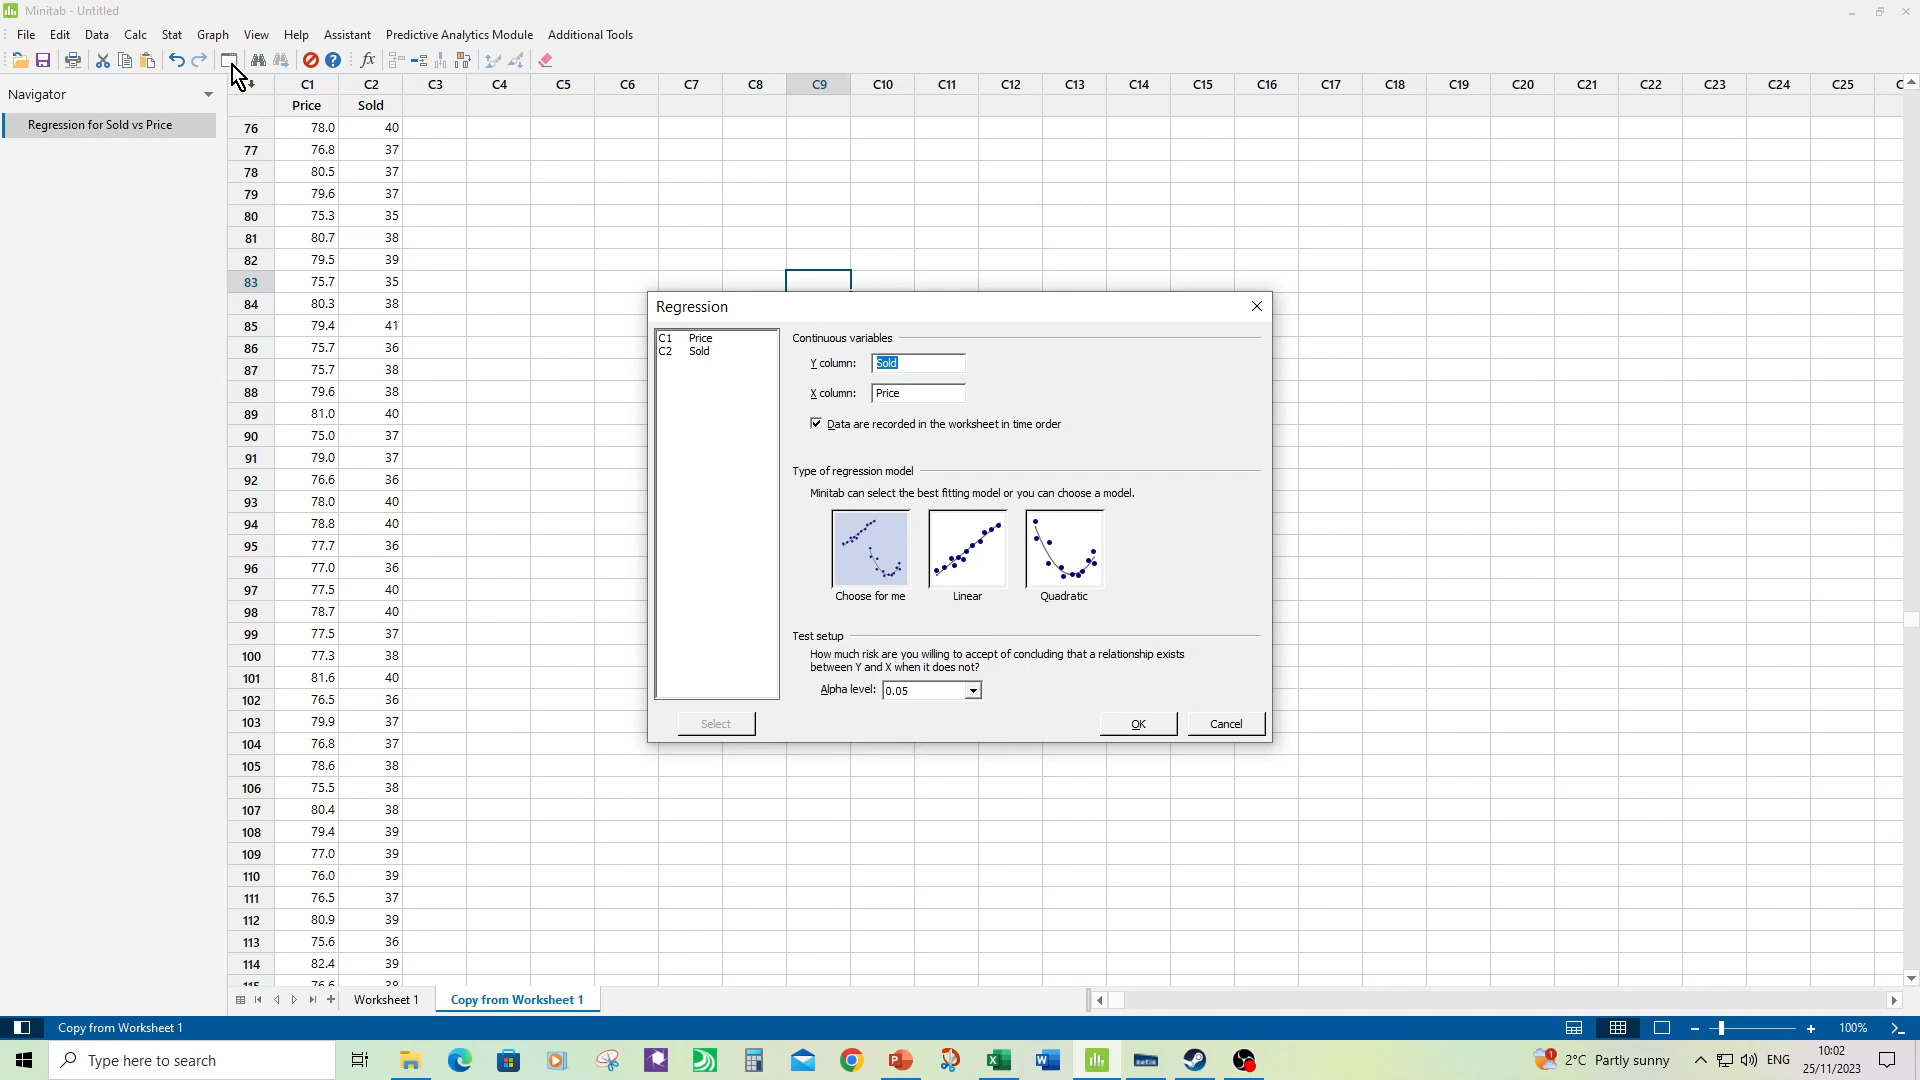 Minitab - Untitled
File Edit Data Calc Stat Graph View Help Assistant Predictive Analytics Module Additional Tools
Navigator
Regression for Sold vs Price
C1 C2 C3 C4 C5 C6 C7 C8 C9 C10 C11 C12 C13 C14 C15 C16 C17 C18 C19 C20 C21 C22 C23 C24 C25
Price Sold
76 78.0 40
77 76.8 37
78 80.5 37
79 79.6 37
80 75.3 35
81 80.7 38
82 79.5 39
83 75.7 35
84 80.3 38
85 79.4 41
86 75.7 36
87 75.7 38
88 79.6 38
89 81.0 40
90 75.0 37
91 79.0 37
92 76.6 36
93 78.0 40
94 78.8 40
95 77.7 36
96 77.0 36
97 77.5 40
98 78.7 40
99 77.5 37
100 77.3 38
101 81.6 40
102 76.5 36
103 79.9 37
104 76.8 37
105 78.6 38
106 75.5 38
107 80.4 38
108 79.4 39
109 77.0 39
110 76.0 39
111 76.5 37
112 80.9 39
113 75.6 36
114 82.4 39
Regression
C1 Price
C2 Sold
Continuous variables
Y column: Sold
X column: Price
Data are recorded in the worksheet in time order
Type of regression model
Minitab can select the best fitting model or you can choose a model.
Choose for me Linear Quadratic
Test setup
How much risk are you willing to accept of concluding that a relationship exists
between Y and X when it does not?
Alpha level: 0.05
Select OK Cancel
Worksheet 1 Copy from Worksheet 1
Copy from Worksheet 1
100%
Type here to search
2°C Partly sunny
ENG
10:02
25/11/2023